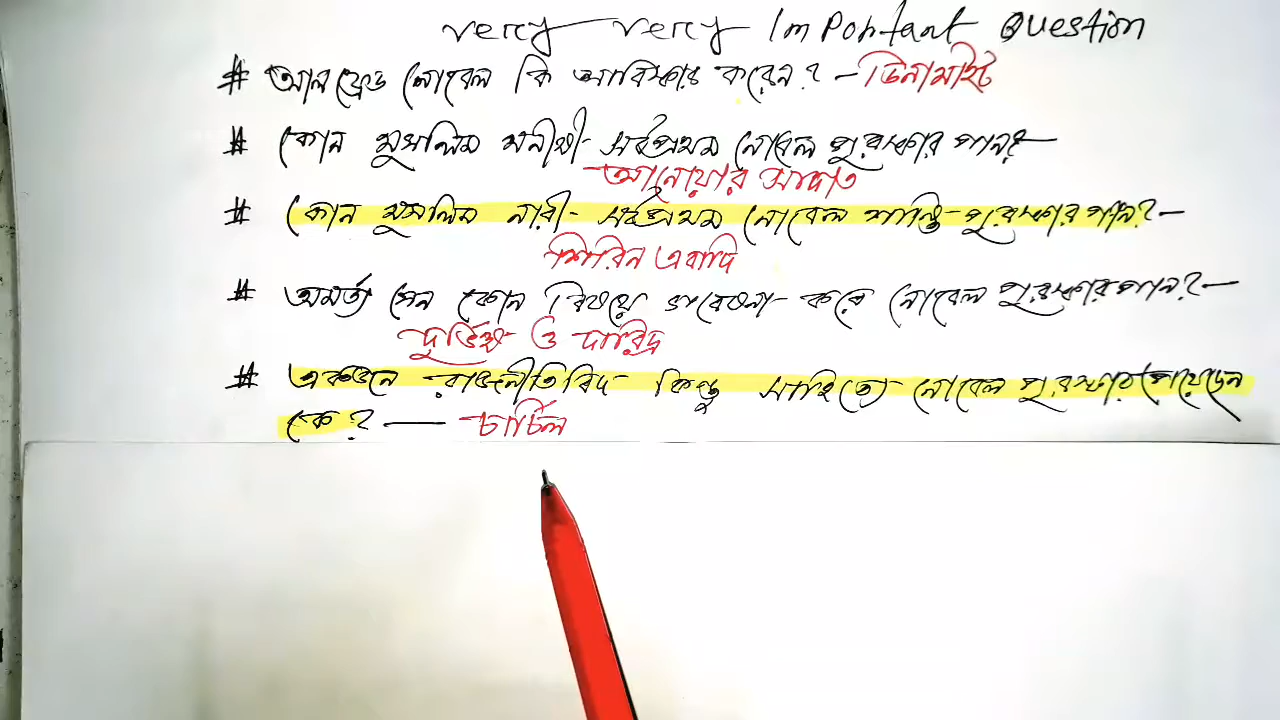 Very very Important Question
# আলফ্রেড নোবেল কি আবিষ্কার করেন? - ডিনামাইট
# কোন মুসলিম মনীষী সর্বপ্রথম নোবেল পুরস্কার পান? -
আনোয়ার সাদাত
# কোন মুসলিম নারী সর্বপ্রথম নোবেল শান্তি পুরস্কার পান? -
শিরিন এবাদি
# অমর্ত্য সেন কোন বিষয়ে গবেষনা করে নোবেল পুরস্কার পান? -
দুর্ভিক্ষ ও দারিদ্র
# একজন রাজনীতিবিদ কিন্তু সাহিত্যে নোবেল পুরস্কার পেয়েছেন
কে? — চার্চিল